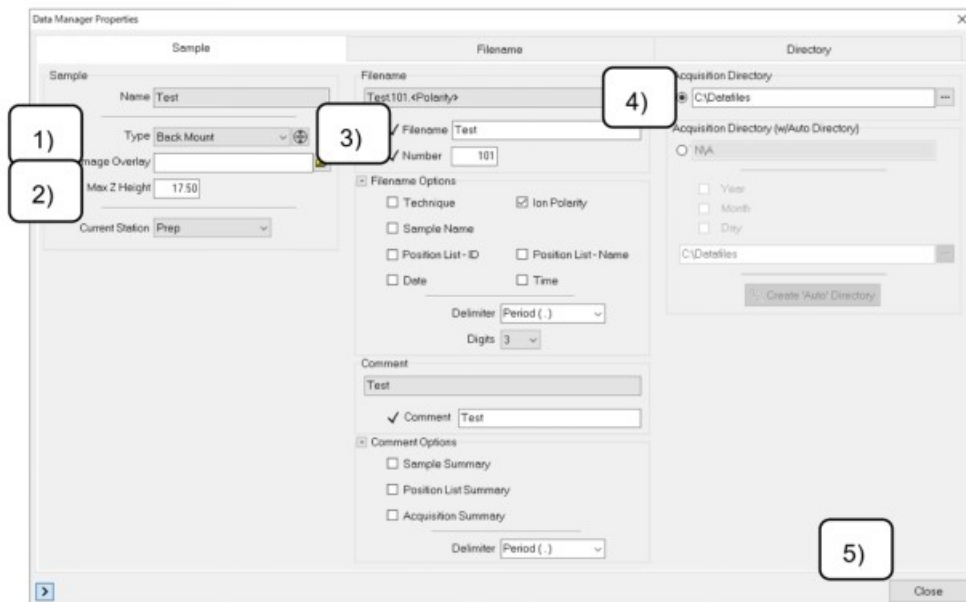 Data Manager Properties
Sample
Filename
Directory
Sample
Name Test
1)
Type Back Mount
Image Overlay
2)
Max Z Height 17.50
Current Station Prep
Filename
Test.101.<Polarity>
3)
Filename Test
Number 101
Filename Options
Technique Ion Polarity
Sample Name
Position List - ID Position List - Name
Date Time
Delimiter Period ( . )
Digits 3
Comment
Test
Comment Test
Comment Options
Sample Summary
Position List Summary
Acquisition Summary
Delimiter Period ( . )
Acquisition Directory
4)
C:\Datafiles
Acquisition Directory (w/Auto Directory)
N\A
Year
Month
Day
C:\Datafiles
Create 'Auto' Directory
5)
Close